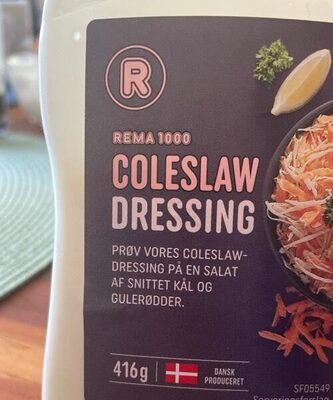 R
REMA 1000
COLESLAW
DRESSING
PRØV VORES COLESLAW-
DRESSING PÅ EN SALAT
AF SNITTET KÅL OG
GULERØDDER.
416g
DANSK
PRODUCERET
SF05549
Serveringsforslag